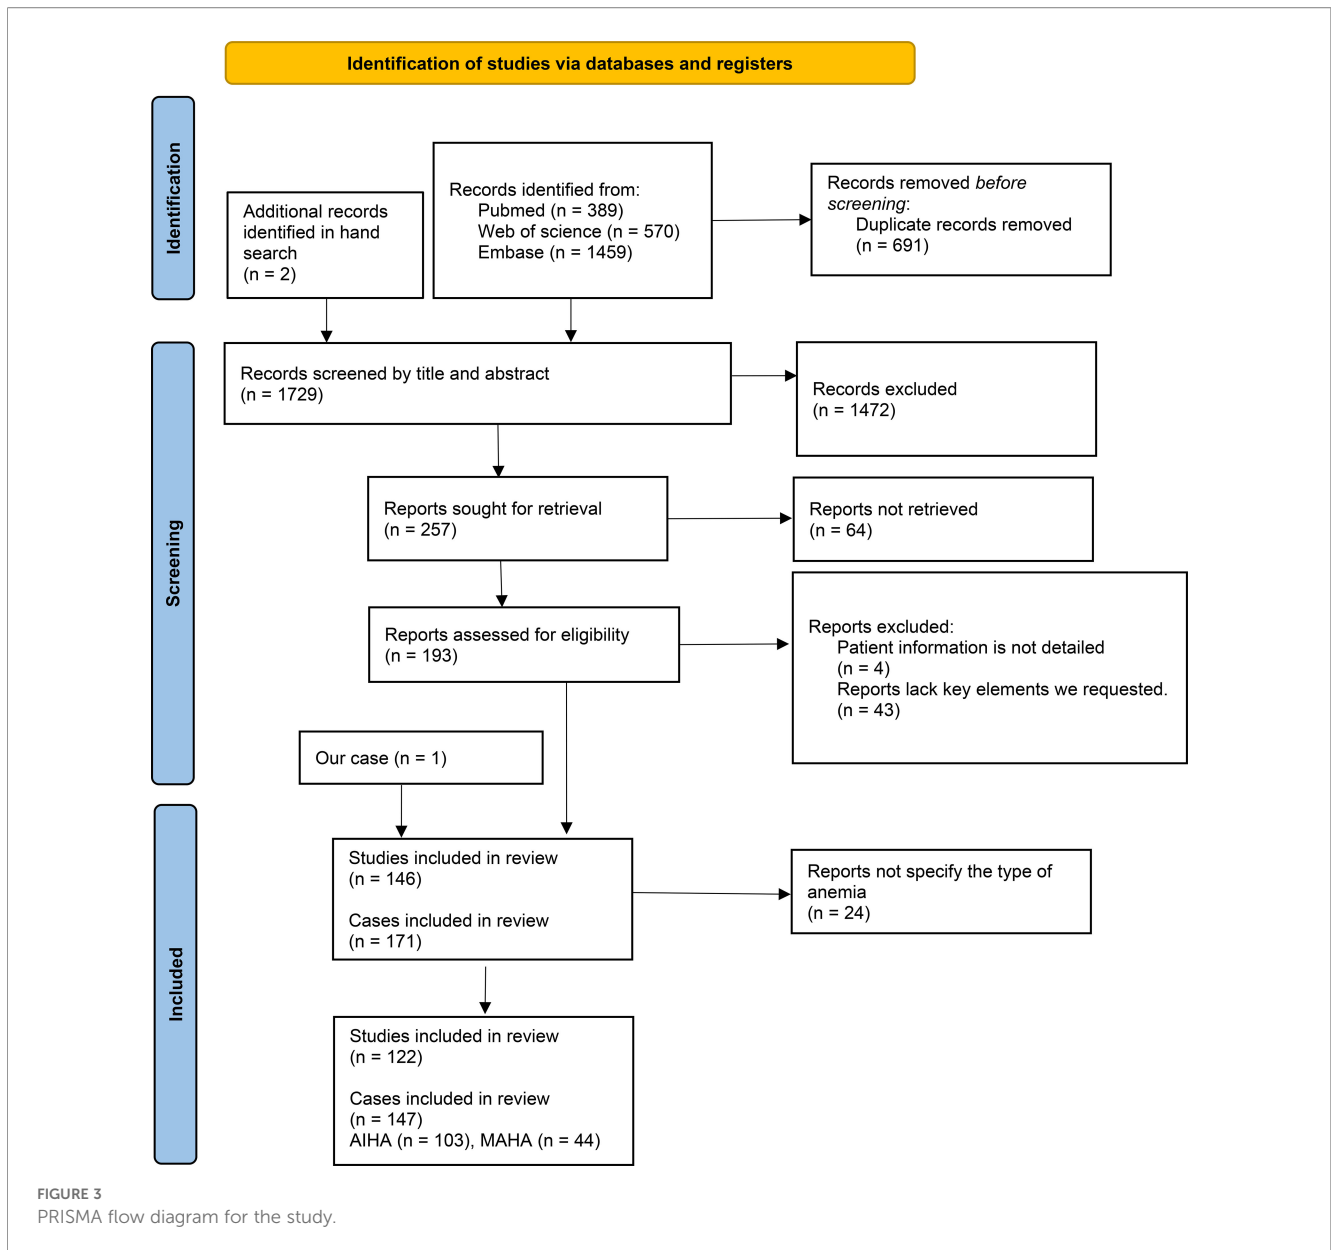 Identification of studies via databases and registers
Identification
Additional records
identified in hand
search
(n = 2)
Records identified from:
Pubmed (n = 389)
Web of science (n = 570)
Embase (n = 1459)
Records removed before
screening:
Duplicate records removed
(n = 691)
Screening
Records screened by title and abstract
(n = 1729)
Records excluded
(n = 1472)
Reports sought for retrieval
(n = 257)
Reports not retrieved
(n = 64)
Reports assessed for eligibility
(n = 193)
Reports excluded:
Patient information is not detailed
(n = 4)
Reports lack key elements we requested.
(n = 43)
Our case (n = 1)
Included
Studies included in review
(n = 146)
Cases included in review
(n = 171)
Reports not specify the type of
anemia
(n = 24)
Studies included in review
(n = 122)
Cases included in review
(n = 147)
AIHA (n = 103), MAHA (n = 44)
FIGURE 3
PRISMA flow diagram for the study.